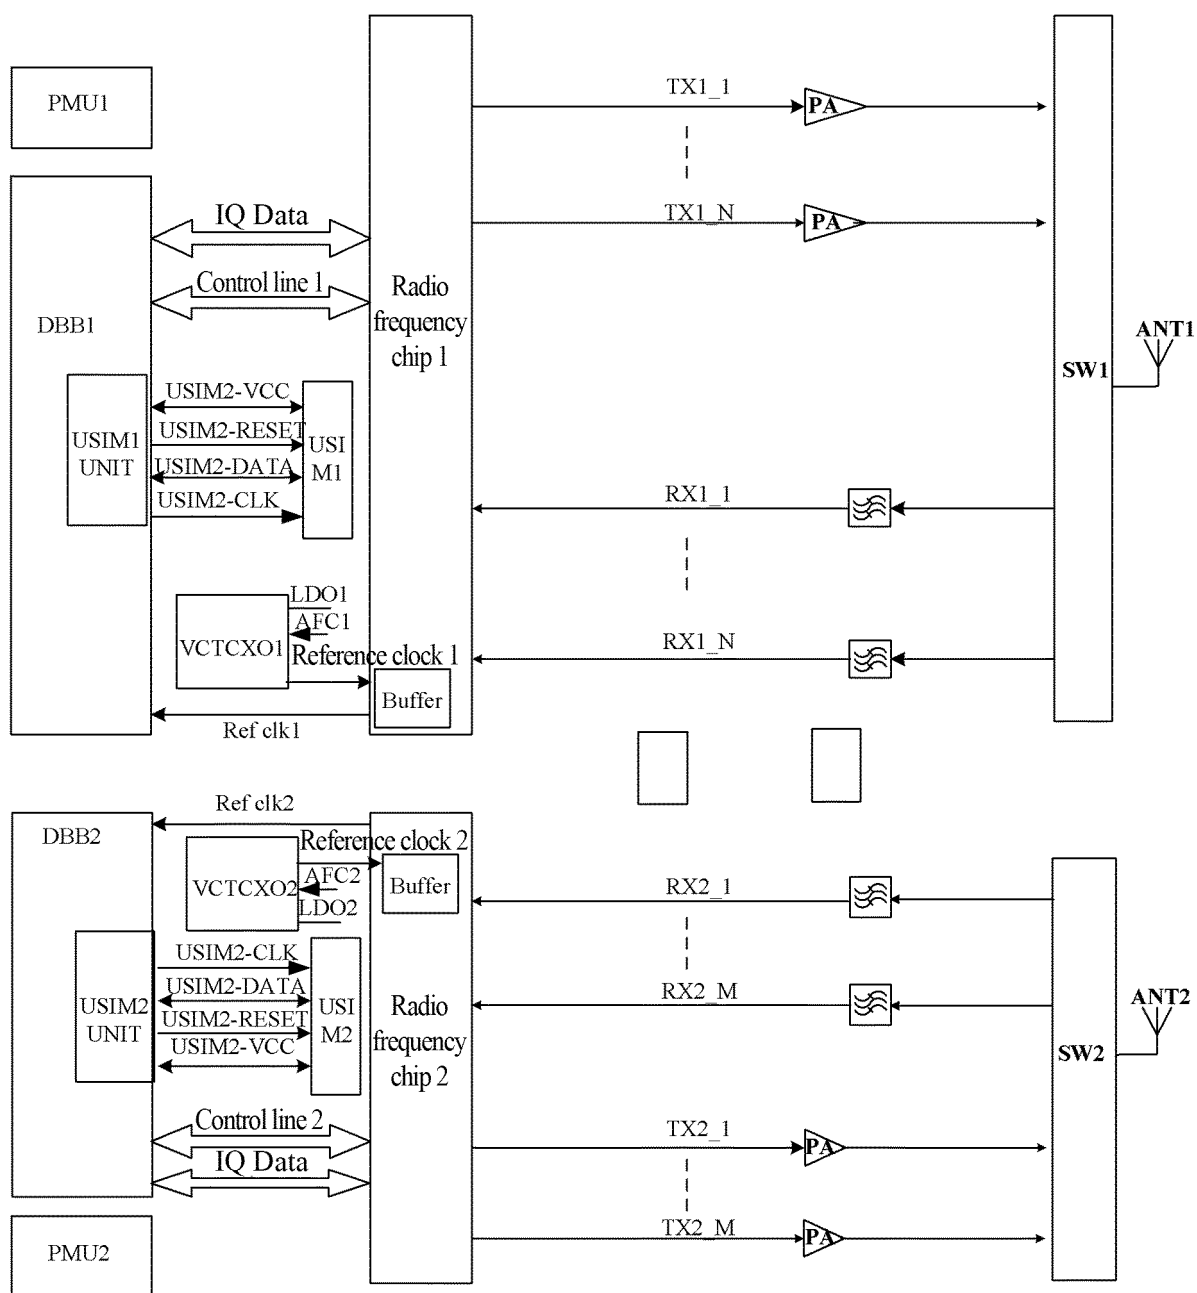 PMU1
TX1_1
PA
IQ Data
TX1_N
PA
Control line 1
DBB1
Radio
frequency
chip 1
ANT1
SW1
USIM2-VCC
USIM2-RESET
USIM2-DATA
USIM2-CLK
USIM1
UNIT
USI
M1
RX1_1
LDO1
AFC1
VCTCXO1
Reference clock 1
RX1_N
Buffer
Ref clk1
Ref clk2
DBB2
Reference clock 2
AFC2
VCTCXO2
LDO2
Buffer
RX2_1
USIM2-CLK
USIM2-DATA
USIM2-RESET
USIM2-VCC
USIM2
UNIT
USI
M2
Radio
frequency
chip 2
RX2_M
ANT2
SW2
Control line 2
TX2_1
PA
IQ Data
TX2_M
PA
PMU2